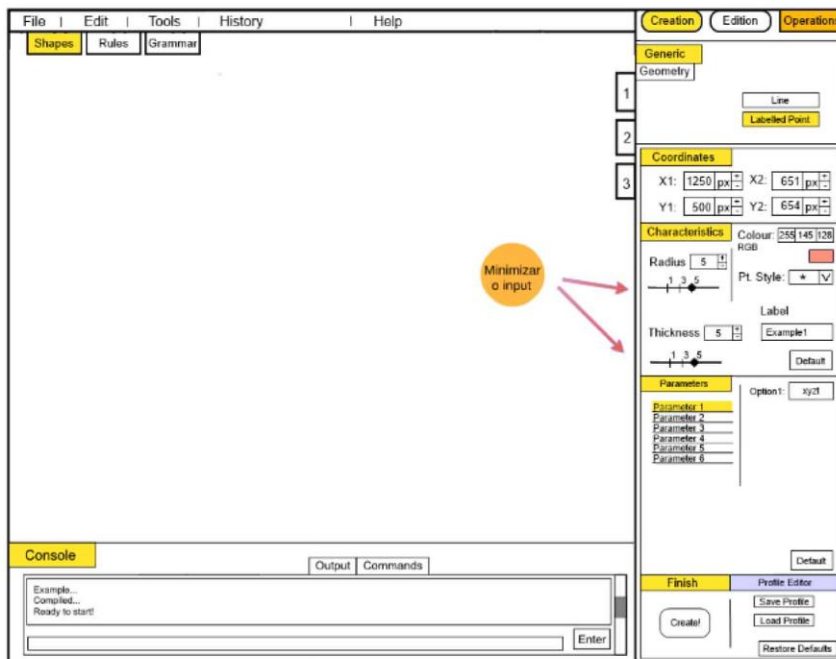 File | Edit | Tools | History | Help
Creation Edition Operations
Shapes Rules Grammar
Generic
Geometry
Line
Labelled Point
1
2
3
Coordinates
X1: 1250 px + - X2: 651 px + -
Y1: 500 px + - Y2: 654 px + -
Characteristics Colour: 255 145 128
RGB
Radius 5 + -
1 3 5
Pt. Style: * V
Label
Thickness 5 + - Example1
1 3 5
Default
Minimizar
o input
Parameters
Option1: xyzt
Parameter 1
Parameter 2
Parameter 3
Parameter 4
Parameter 5
Parameter 6
Default
Console
Output Commands
Example...
Compiled...
Ready to start!
Enter
Finish Profile Editor
Create!
Save Profile
Load Profile
Restore Defaults